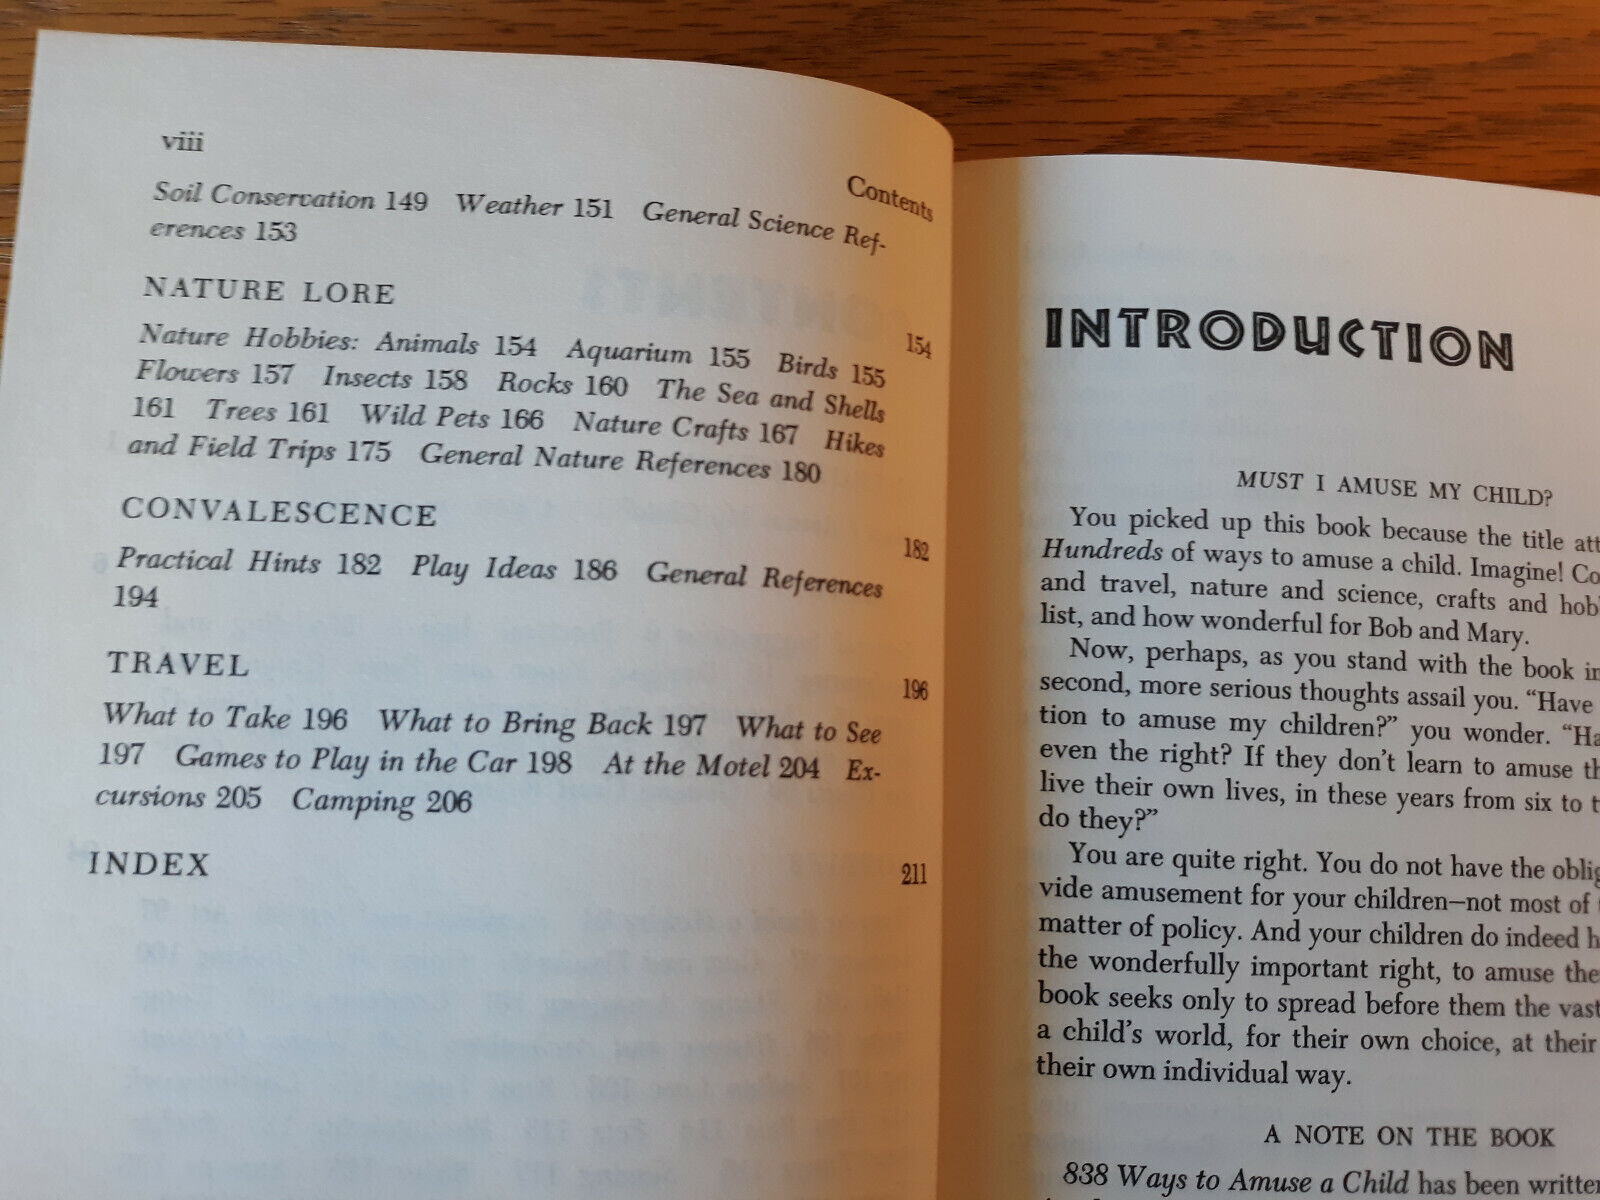 viii
Contents
Soil Conservation 149 Weather 151 General Science Ref-
erences 153
NATURE LORE 154
Nature Hobbies: Animals 154 Aquarium 155 Birds 155
Flowers 157 Insects 158 Rocks 160 The Sea and Shells
161 Trees 161 Wild Pets 166 Nature Crafts 167 Hikes
and Field Trips 175 General Nature References 180
CONVALESCENCE 182
Practical Hints 182 Play Ideas 186 General References
194
TRAVEL 196
What to Take 196 What to Bring Back 197 What to See
197 Games to Play in the Car 198 At the Motel 204 Ex-
cursions 205 Camping 206
INDEX 211
INTRODUCTION
MUST I AMUSE MY CHILD?
You picked up this book because the title att
Hundreds of ways to amuse a child. Imagine! Co
and travel, nature and science, crafts and hob
list, and how wonderful for Bob and Mary.
Now, perhaps, as you stand with the book in
second, more serious thoughts assail you. “Have
tion to amuse my children?” you wonder. “Ha
even the right? If they don’t learn to amuse th
live their own lives, in these years from six to t
do they?”
You are quite right. You do not have the oblig
vide amusement for your children—not most of
matter of policy. And your children do indeed h
the wonderfully important right, to amuse the
book seeks only to spread before them the vast
a child’s world, for their own choice, at their
their own individual way.
A NOTE ON THE BOOK
838 Ways to Amuse a Child has been written